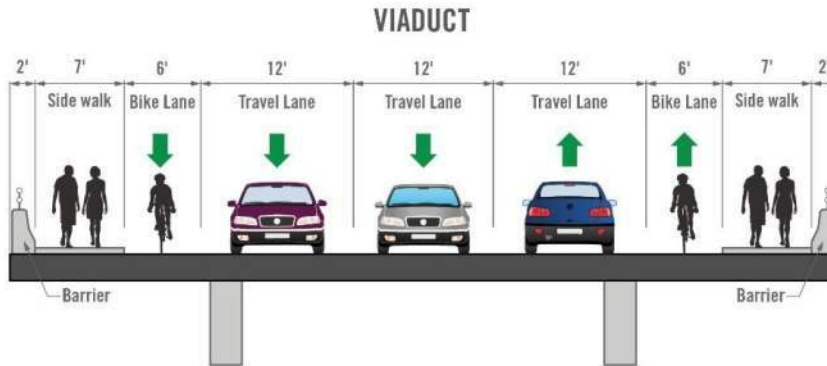 VIADUCT
2' 7' 6' 12' 12' 12' 6' 7' 2'
Side walk Bike Lane Travel Lane Travel Lane Travel Lane Bike Lane Side walk
Barrier Barrier